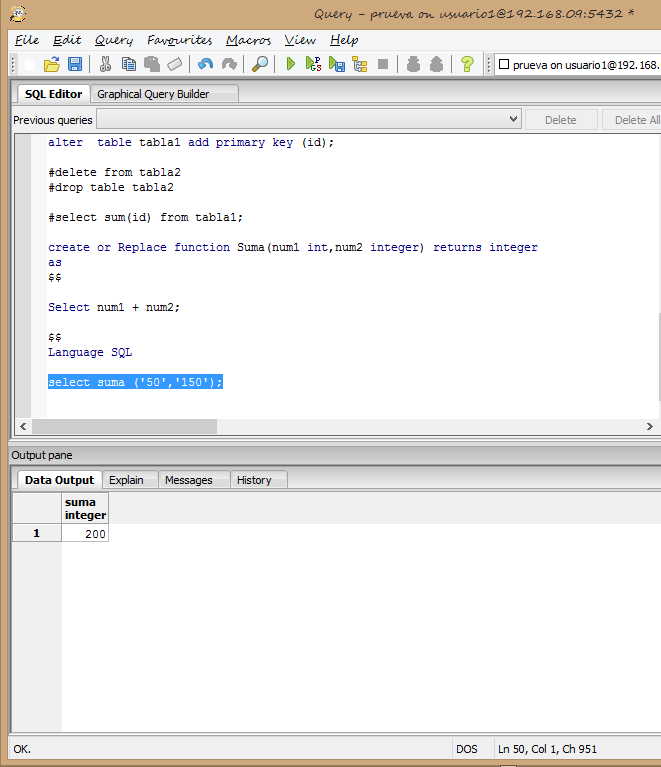 Query - prueva on usuario1@192.168.09:5432 *
File Edit Query Favourites Macros View Help
prueva on usuario1@192.168.
SQL Editor Graphical Query Builder
Previous queries Delete Delete All
alter  table tabla1 add primary key (id);
#delete from tabla2
#drop table tabla2
#select sum(id) from tabla1;
create or Replace function Suma(num1 int,num2 integer) returns integer
as
$$
Select num1 + num2;
$$
Language SQL
select suma ('50','150');
Output pane
Data Output Explain Messages History
suma
integer
1 200
OK. DOS Ln 50, Col 1, Ch 951